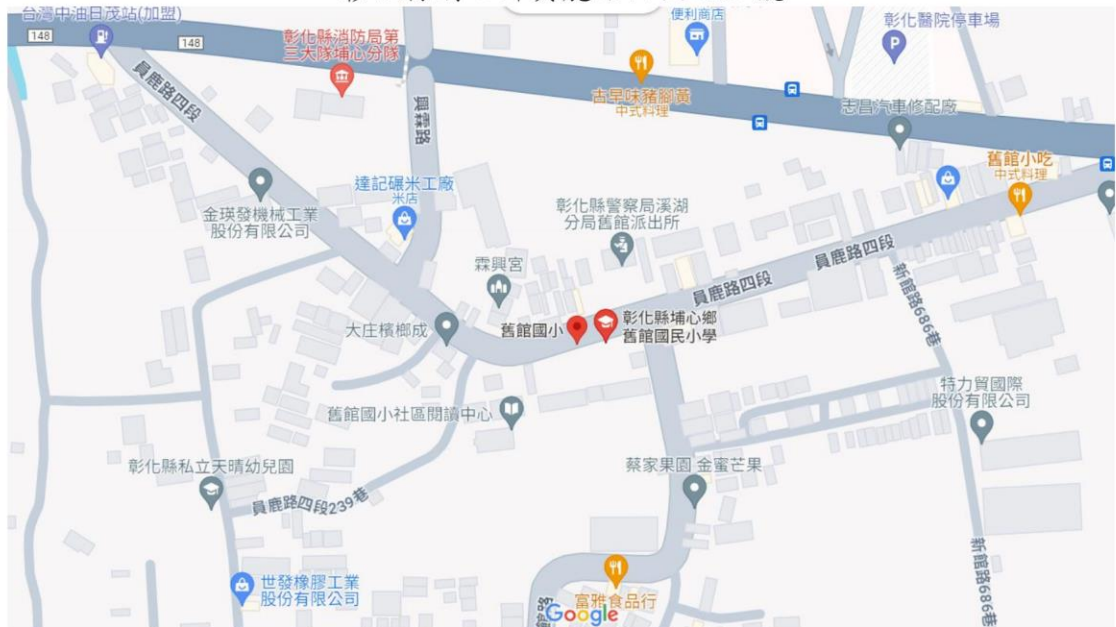 台灣中油日茂站(加盟)
148
148
彰化縣消防局第
三大隊埔心分隊
便利商店
彰化醫院停車場
P
員鹿路四段
興霖路
古早味豬腳黃
中式料理
志昌汽車修配廠
舊館小吃
中式料理
達記碾米工廠
米店
金瑛發機械工業
股份有限公司
彰化縣警察局溪湖
分局舊館派出所
霖興宮
員鹿路四段
員鹿路四段
新館路686巷
大庄檳榔成
舊館國小
彰化縣埔心鄉
舊館國民小學
特力貿國際
股份有限公司
舊館國小社區閱讀中心
彰化縣私立天晴幼兒園
蔡家果園 金蜜芒果
員鹿路四段239巷
新館路686巷
世發橡膠工業
股份有限公司
富雅食品行
Google